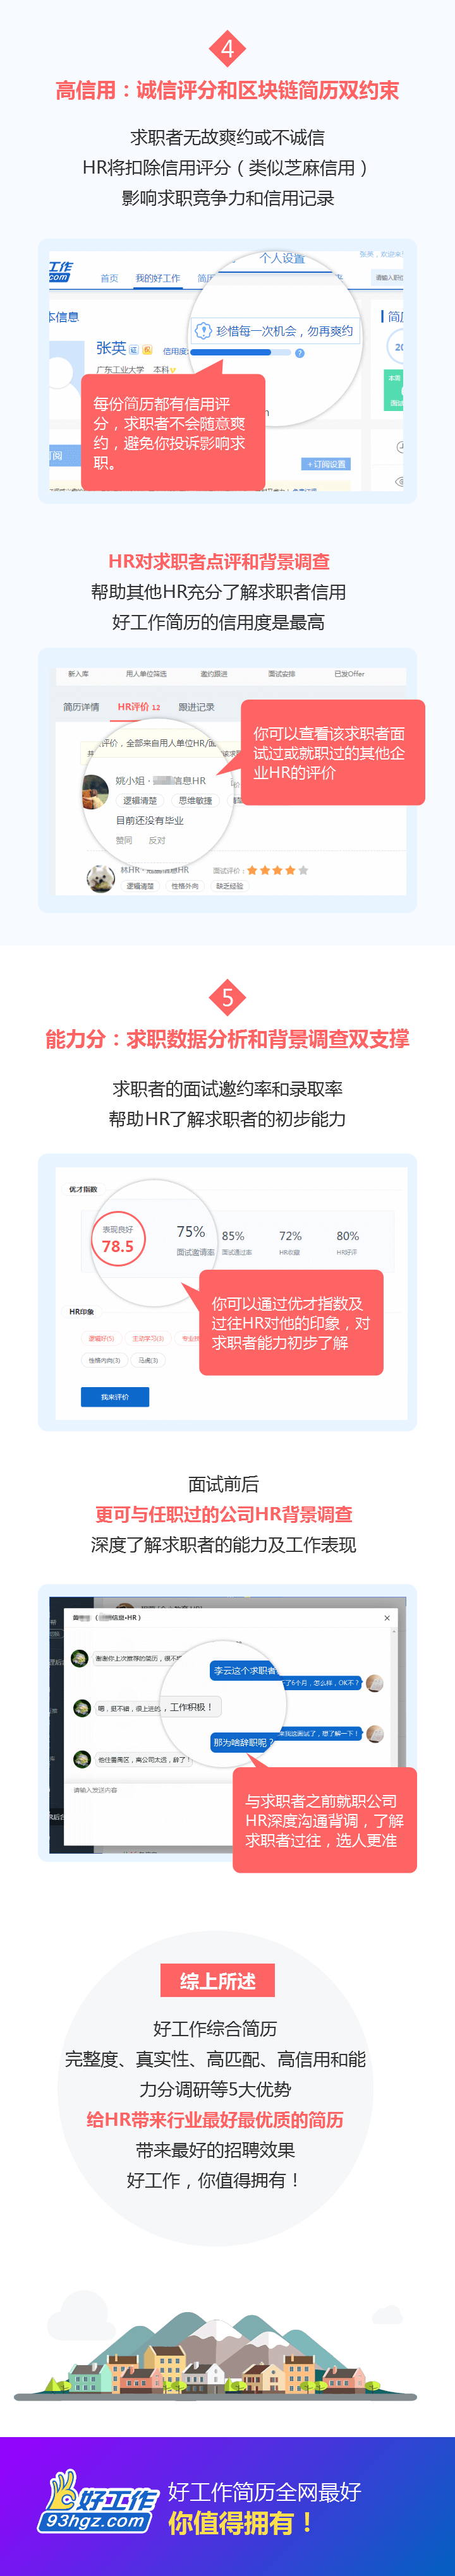 4
高信用：诚信评分和区块链简历双约束
求职者无故爽约或不诚信
HR将扣除信用评分（类似芝麻信用）
影响求职竞争力和信用记录
张英，欢迎来
个人设置
工作
.com
首页 我的好工作
请输入职位
本信息
珍惜每一次机会，勿再爽约
张英
信用度:
广东工业大学 本科
每份简历都有信用评
分，求职者不会随意爽
约，避免你投诉影响求
职。
+订阅设置
HR对求职者点评和背景调查
帮助其他HR充分了解求职者信用
好工作简历的信用度是最高
新入库 用人单位筛选 邀约跟进 面试安排 已发Offer
简历详情 HR评价 12 跟进记录
你可以查看该求职者面
试过或就职过的其他企
业HR的评价
评价，全部来自用人单位HR/面
姚小姐 · 信息HR
逻辑清楚 思维敏捷
目前还没有毕业
赞同 反对
林HR · 信息HR 面试评价：
逻辑清楚 性格外向 缺乏经验
5
能力分：求职数据分析和背景调查双支撑
求职者的面试邀约率和录取率
帮助HR了解求职者的初步能力
优才指数
表现良好
78.5
75%
面试邀请率
85%
面试通过率
72%
HR收藏
80%
HR好评
你可以通过优才指数及
过往HR对他的印象，对
求职者能力初步了解
HR印象
逻辑好(5) 主动学习(3) 专业技
性格内向(3) 马虎(3)
我来评价
面试前后
更可与任职过的公司HR背景调查
深度了解求职者的能力及工作表现
信息•HR）
谢谢你上次推荐的简历，很不
李云这个求职者
了6个月，怎么样，OK不？
嗯，挺不错，很上进的
，工作积极！
来我这面试了，想了解一下！
那为啥辞职呢？
他住番禺区，离公司太远，辞了！
请输入发送内容
与求职者之前就职公司
HR深度沟通背调，了解
求职者过往，选人更准
综上所述
好工作综合简历
完整度、真实性、高匹配、高信用和能
力分调研等5大优势
给HR带来行业最好最优质的简历
带来最好的招聘效果
好工作，你值得拥有！
好工作
93hgz.com
好工作简历全网最好
你值得拥有！